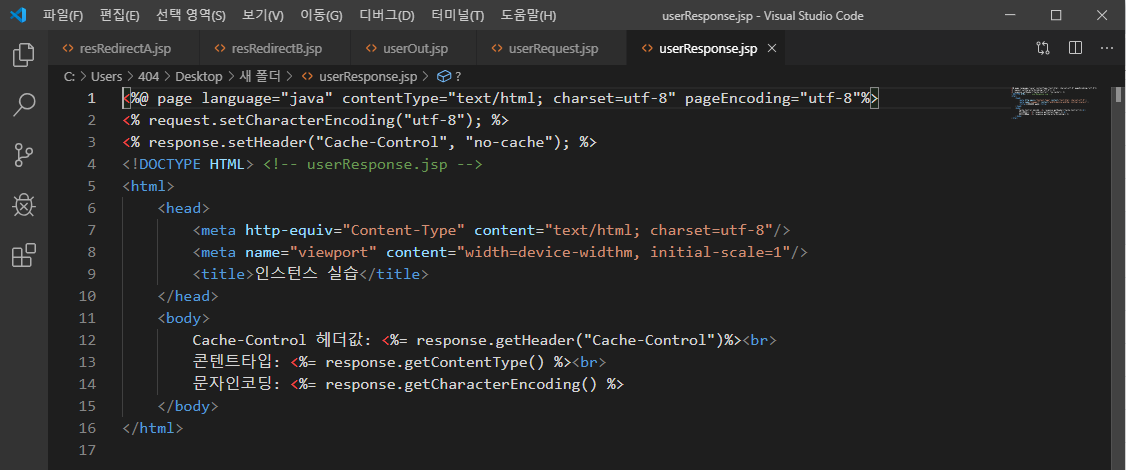 파일(F) 편집(E) 선택 영역(S) 보기(V) 이동(G) 디버그(D) 터미널(T) 도움말(H) userResponse.jsp - Visual Studio Code
resRedirectA.jsp resRedirectB.jsp userOut.jsp userRequest.jsp userResponse.jsp
C: > Users > 404 > Desktop > 새 폴더 > userResponse.jsp > ?
1 <%@ page language="java" contentType="text/html; charset=utf-8" pageEncoding="utf-8"%>
2 <% request.setCharacterEncoding("utf-8"); %>
3 <% response.setHeader("Cache-Control", "no-cache"); %>
4 <!DOCTYPE HTML> <!-- userResponse.jsp -->
5 <html>
6 <head>
7 <meta http-equiv="Content-Type" content="text/html; charset=utf-8"/>
8 <meta name="viewport" content="width=device-widthm, initial-scale=1"/>
9 <title>인스턴스 실습</title>
10 </head>
11 <body>
12 Cache-Control 헤더값: <%= response.getHeader("Cache-Control")%><br>
13 콘텐트타입: <%= response.getContentType() %><br>
14 문자인코딩: <%= response.getCharacterEncoding() %>
15 </body>
16 </html>
17